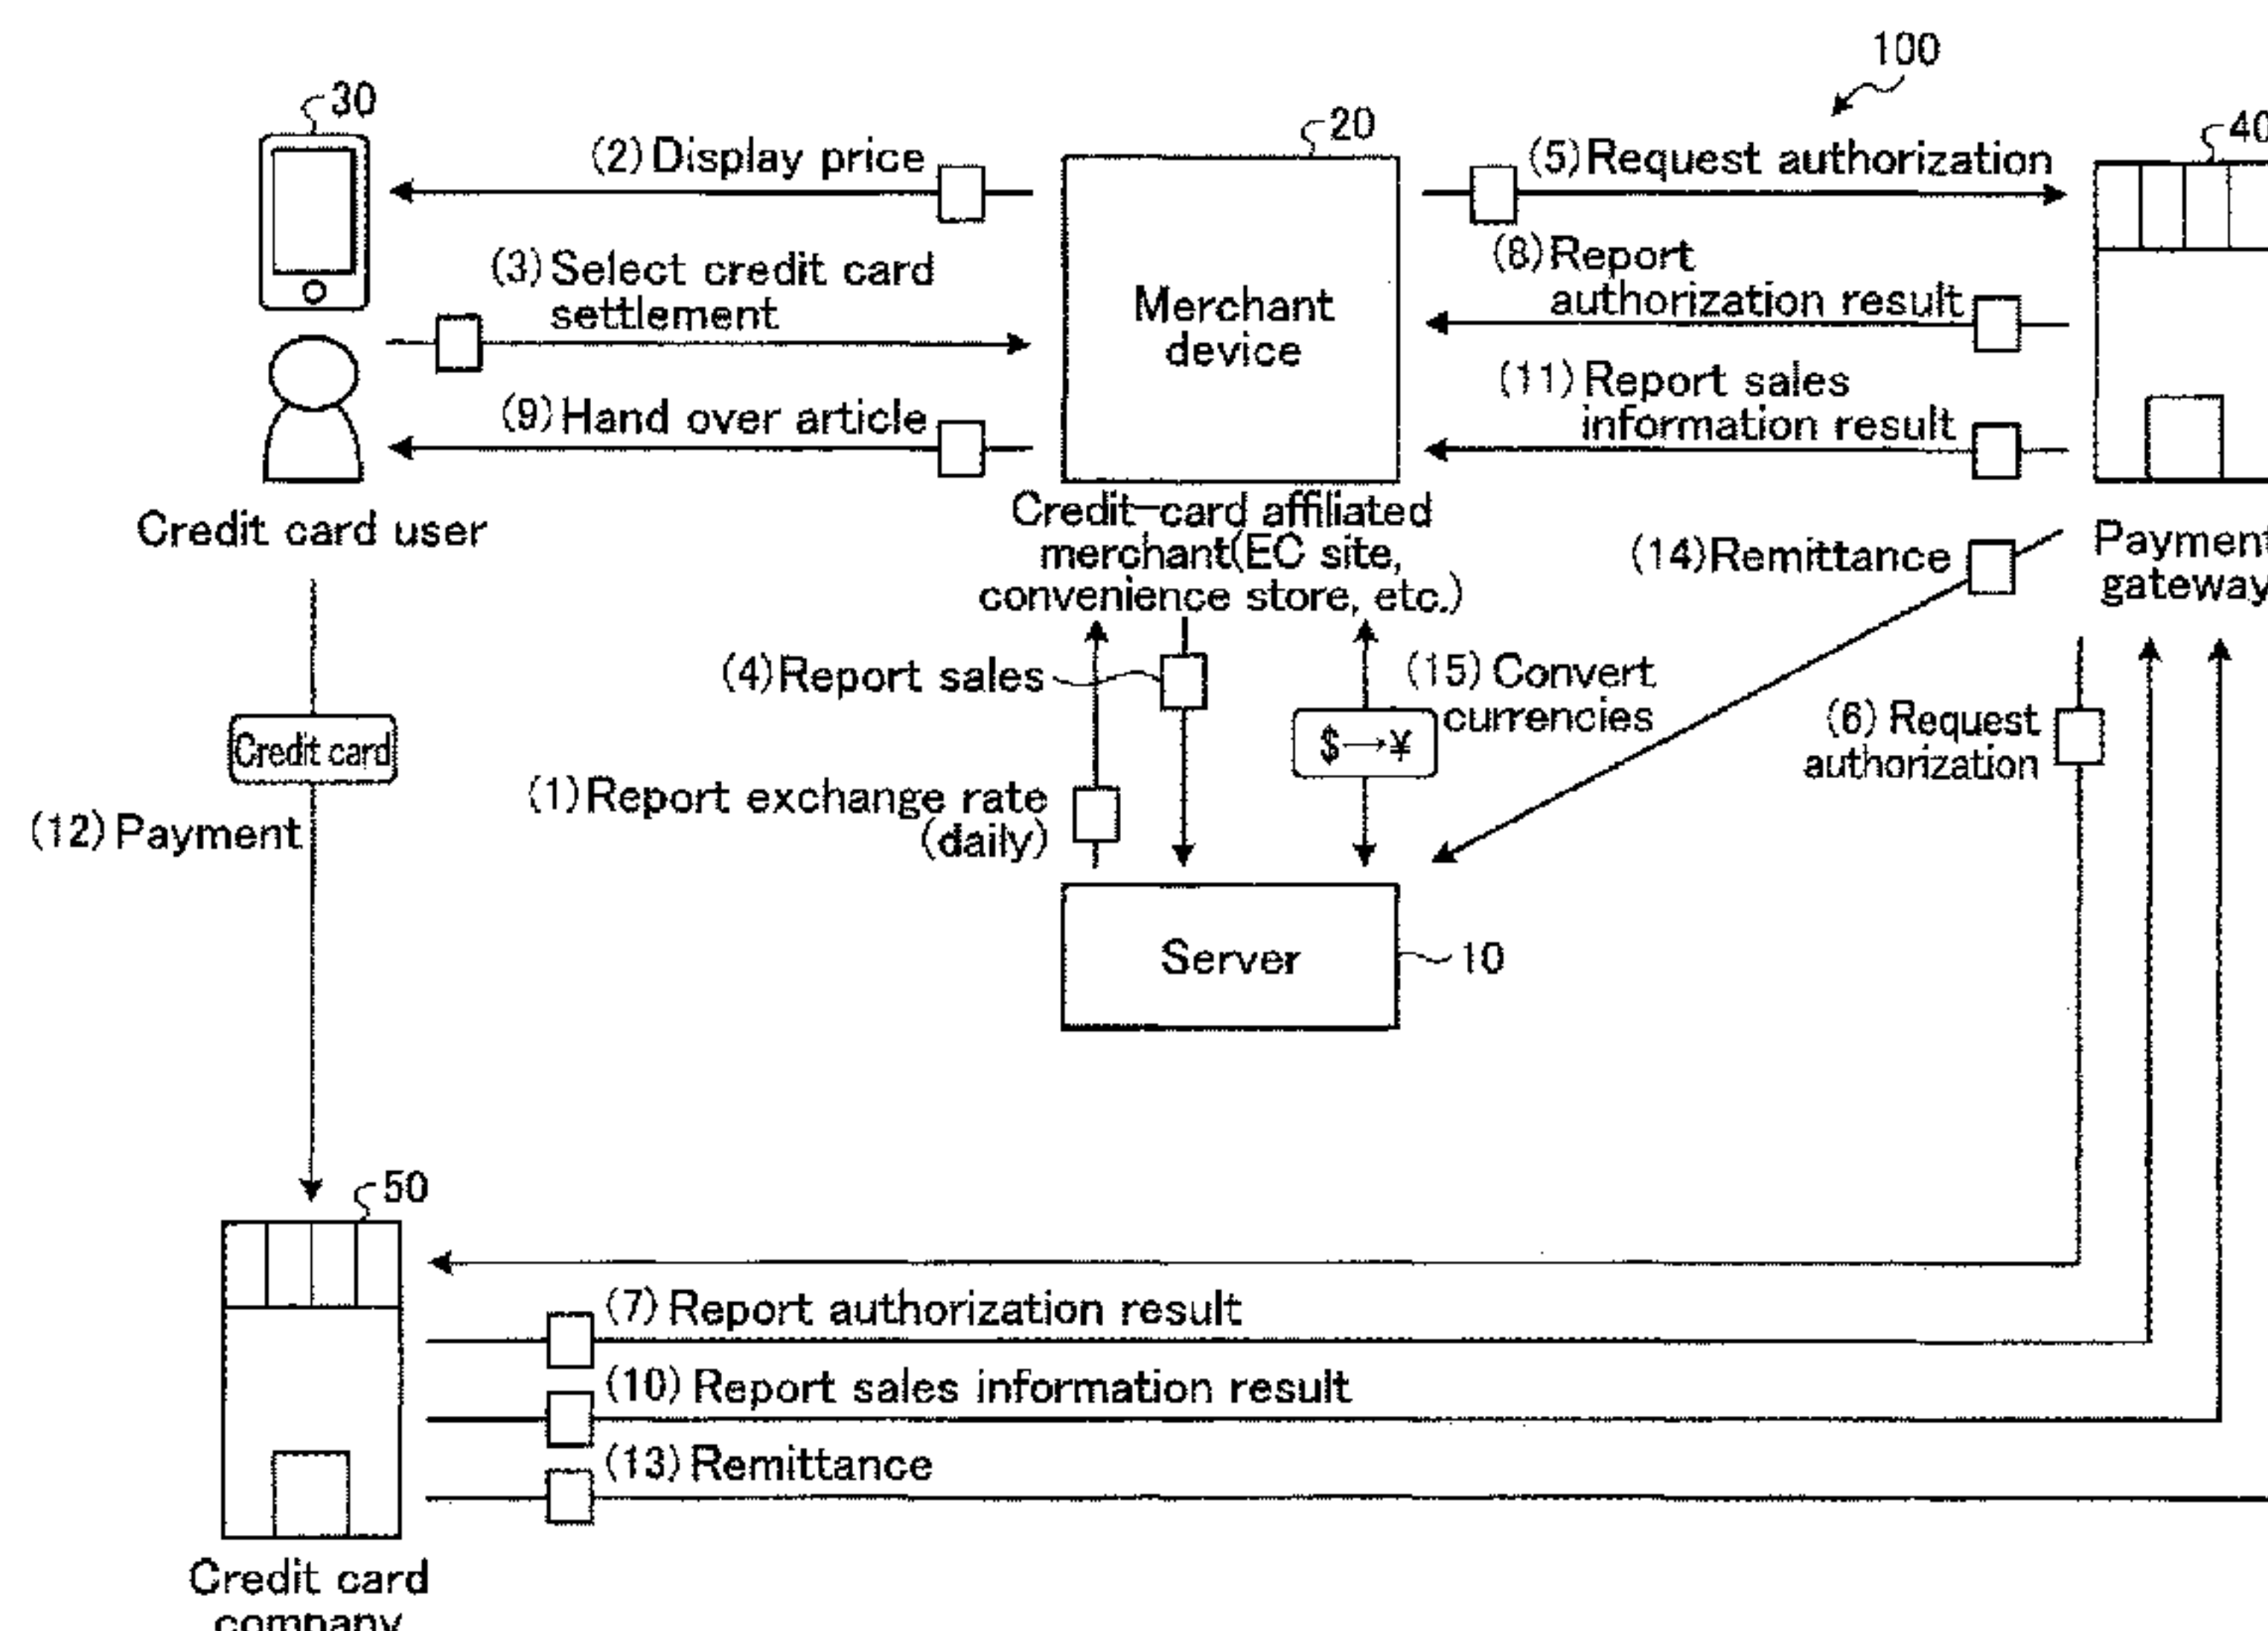 100
30
20
40
(2)Display price
(5)Request authorization
(3)Select credit card
settlement
Merchant
device
(8)Report
authorization result
(9)Hand over article
(11)Report sales
information result
Credit card user
Credit-card affiliated
merchant(EC site,
convenience store, etc.)
(14)Remittance
Payment
gateway
(4)Report sales
(15)Convert
currencies
$→¥
(6)Request
authorization
Credit card
(1)Report exchange rate
(daily)
(12)Payment
Server
10
50
(7)Report authorization result
(10)Report sales information result
(13)Remittance
Credit card
company